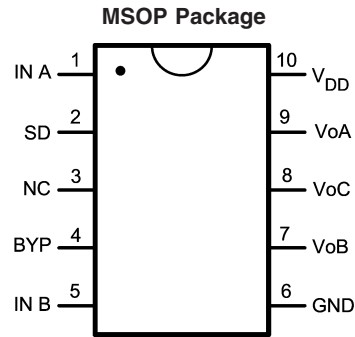 MSOP Package
IN A 1 10 VDD
SD 2 9 VoA
NC 3 8 VoC
BYP 4 7 VoB
IN B 5 6 GND